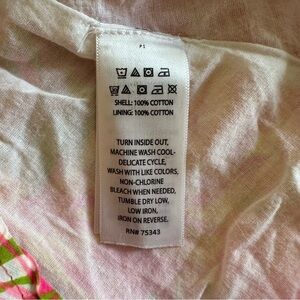 P1
SHELL: 100% COTTON
LINING: 100% COTTON
TURN INSIDE OUT,
MACHINE WASH COOL-
DELICATE CYCLE,
WASH WITH LIKE COLORS,
NON-CHLORINE
BLEACH WHEN NEEDED,
TUMBLE DRY LOW,
LOW IRON,
IRON ON REVERSE.
RN# 75343